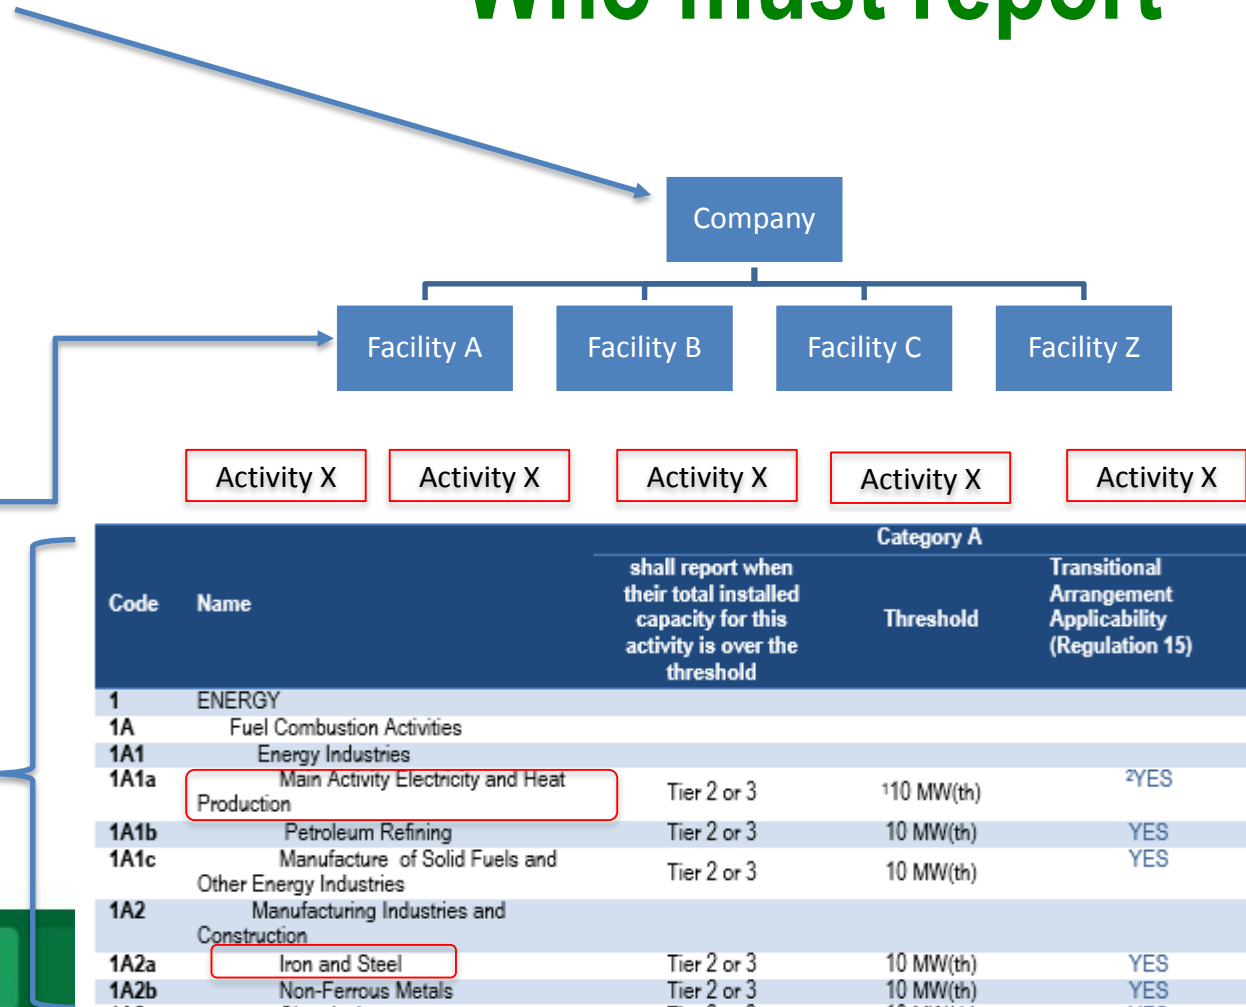 Who must report
Company
Facility A
Facility B
Facility C
Facility Z
Activity X
Activity X
Activity X
Activity X
Activity X
Category A
Code Name shall report when their total installed capacity for this activity is over the threshold Threshold Transitional Arrangement Applicability (Regulation 15)
1 ENERGY
1A Fuel Combustion Activities
1A1 Energy Industries
1A1a Main Activity Electricity and Heat
Production Tier 2 or 3 ¹10 MW(th) ²YES
1A1b Petroleum Refining Tier 2 or 3 10 MW(th) YES
1A1c Manufacture of Solid Fuels and
Other Energy Industries Tier 2 or 3 10 MW(th) YES
1A2 Manufacturing Industries and
Construction
1A2a Iron and Steel Tier 2 or 3 10 MW(th) YES
1A2b Non-Ferrous Metals Tier 2 or 3 10 MW(th) YES